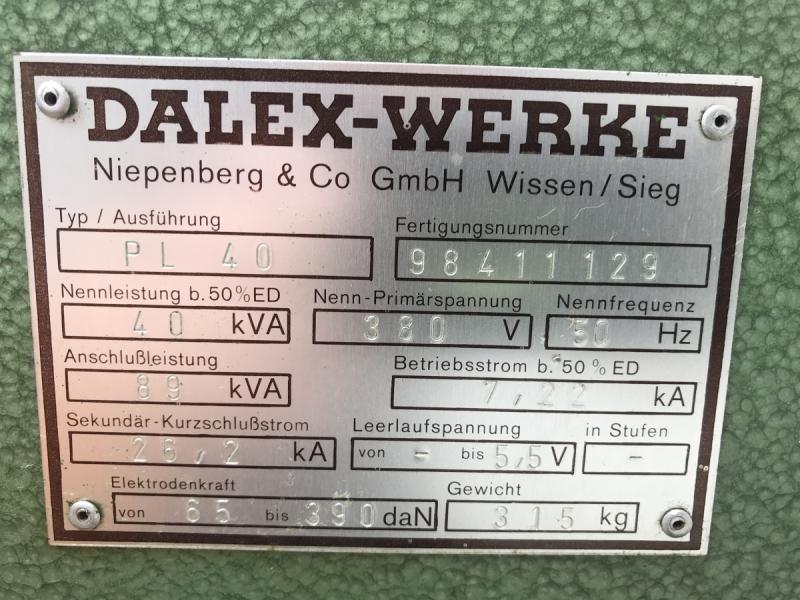 DALEX-WERKE
Niepenberg & Co GmbH Wissen/Sieg
Typ / Ausführung
PL 40
Fertigungsnummer
98411129
Nennleistung b. 50% ED
40 kVA
Nenn-Primärspannung
380 V
Nennfrequenz
50 Hz
Anschlußleistung
89 kVA
Betriebsstrom b. 50% ED
7,22 kA
Sekundär-Kurzschlußstrom
26,2 kA
Leerlaufspannung
von - bis 5,5 V
in Stufen
-
Elektrodenkraft
von 65 bis 390 daN
Gewicht
315 kg